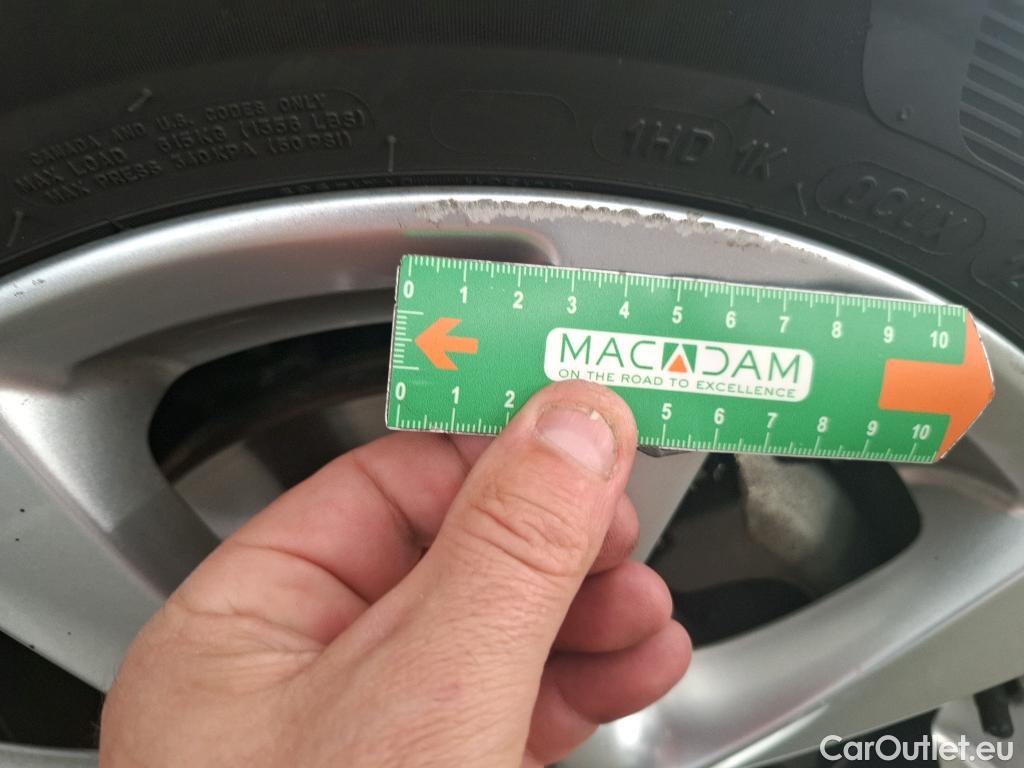 CANADA AND U.S. CODES ONLY
MAX LOAD 615KG (1356 LBS)
MAX PRESS 340KPA (50PSI)
1HD 1K
0 1 2 3 4 5 6 7 8 9 10
MACADAM
ON THE ROAD TO EXCELLENCE
0 1 2 5 6 7 8 9 10
CarOutlet.eu